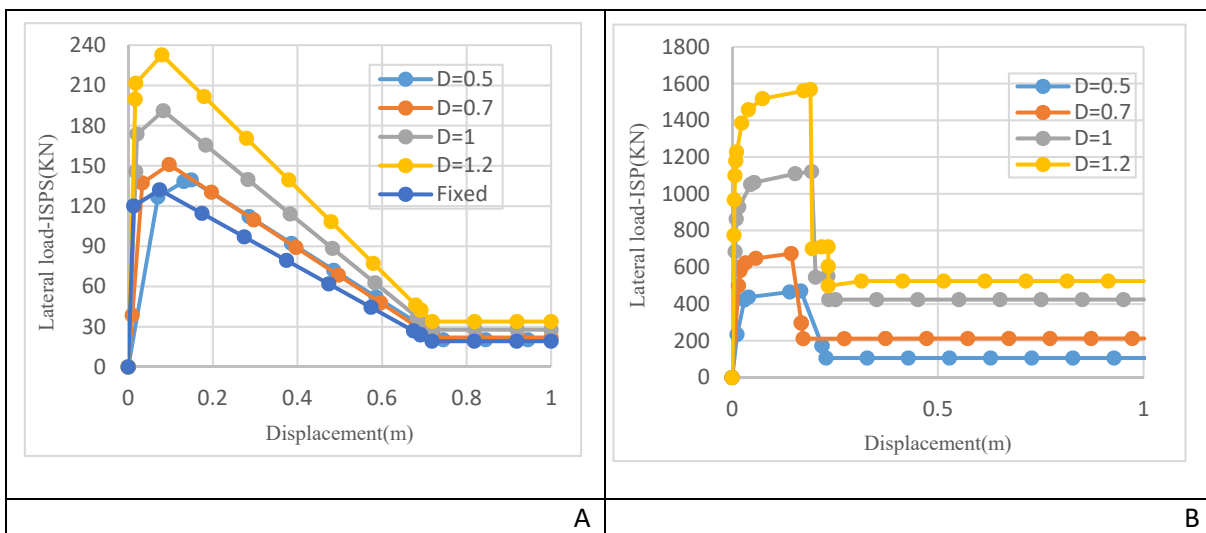 Lateral load-ISPS(KN)
240
210
180
150
120
90
60
30
0
0 0.2 0.4 0.6 0.8 1
Displacement(m)
D=0.5
D=0.7
D=1
D=1.2
Fixed
A
Lateral load-ISP(KN)
1800
1600
1400
1200
1000
800
600
400
200
0
0 0.5 1
Displacement(m)
D=0.5
D=0.7
D=1
D=1.2
B